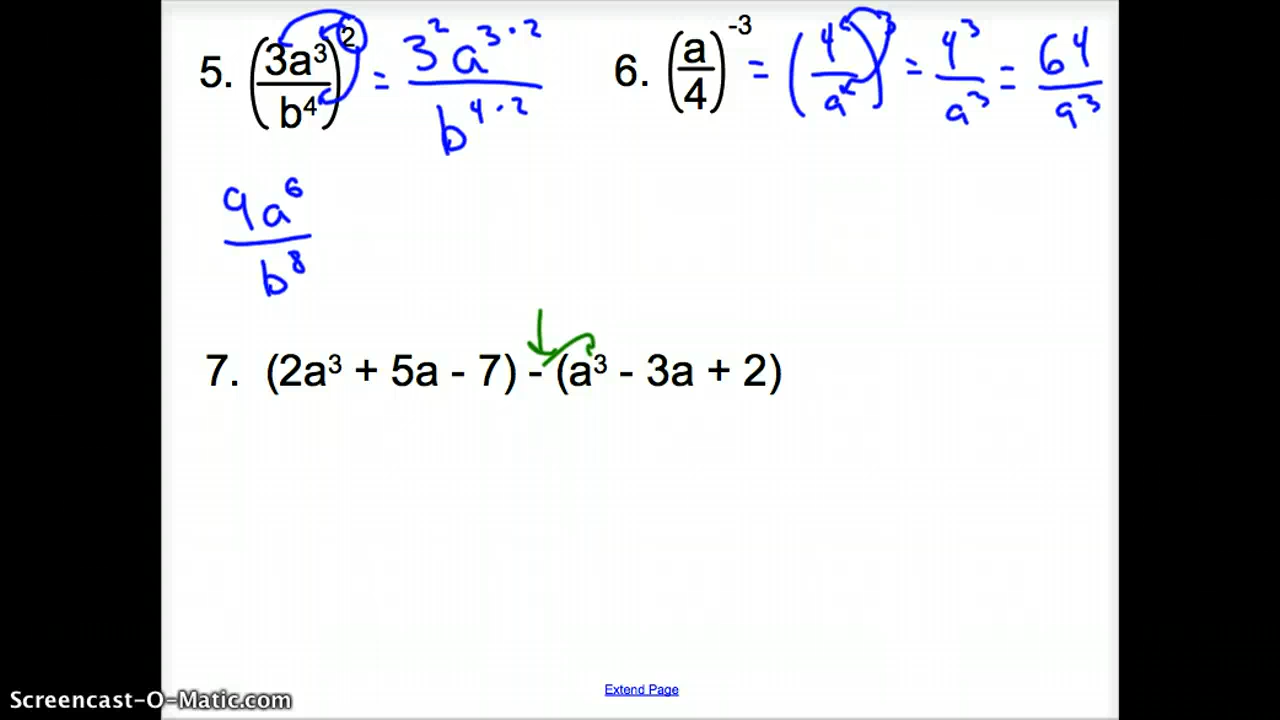 5. (3a³/b⁴)² = 3²a³·²/b⁴·²
9a⁶/b⁸
6. (a/4)⁻³ = (4/a)³ = 4³/a³ = 64/a³
7. (2a³ + 5a - 7) - (a³ - 3a + 2)
Extend Page
Screencast-O-Matic.com